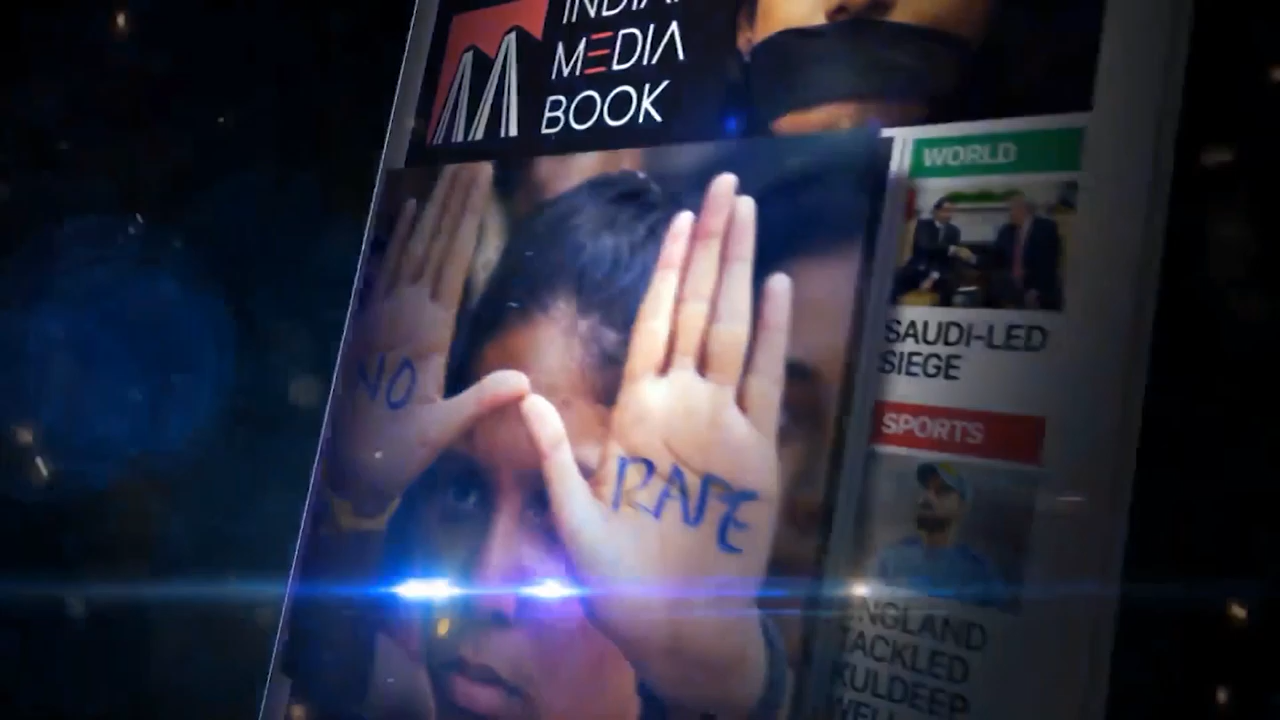 MEDIA
BOOK
WORLD
SAUDI-LED
SIEGE
SPORTS
NO
RAPE
ENGLAND
TACKLED
KULDEEP